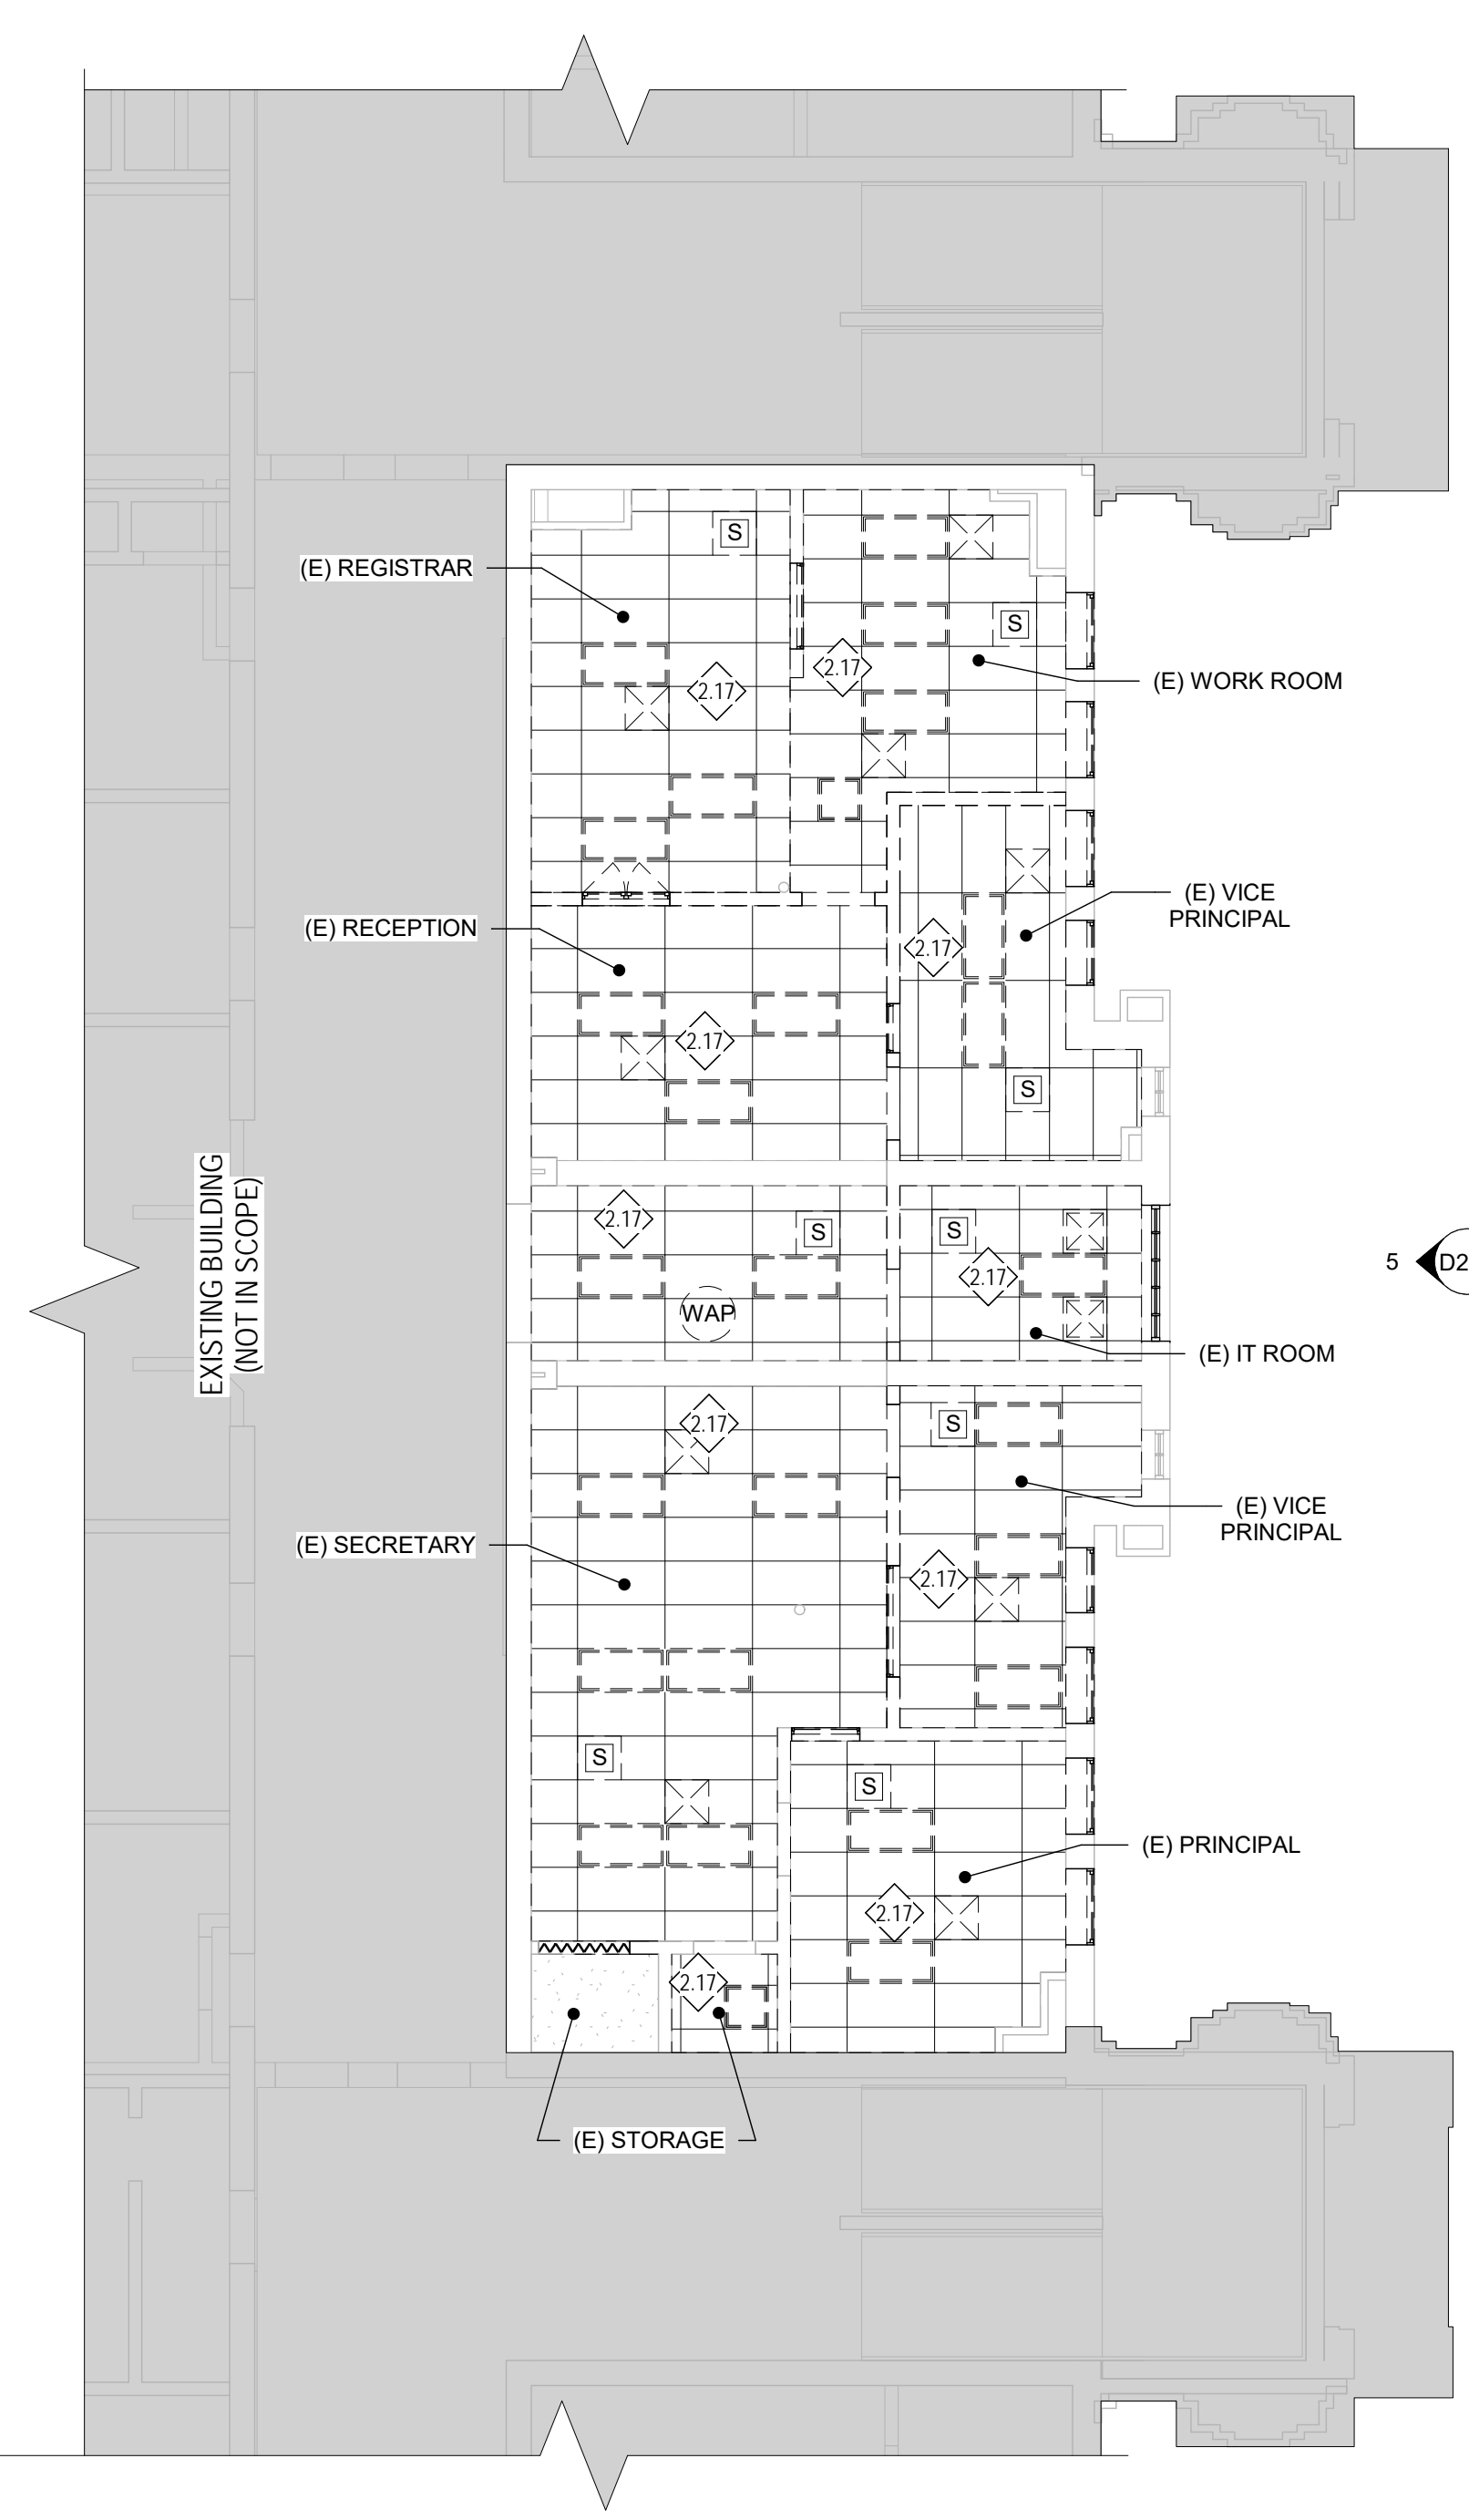 S
(E) REGISTRAR
S
2.17
(E) WORK ROOM
2.17
(E) VICE
PRINCIPAL
(E) RECEPTION
2.17
2.17
S
EXISTING BUILDING
(NOT IN SCOPE)
2.17
S
S
5
D2
2.17
WAP
(E) IT ROOM
2.17
S
(E) VICE
PRINCIPAL
(E) SECRETARY
2.17
S
S
(E) PRINCIPAL
2.17
2.17
(E) STORAGE